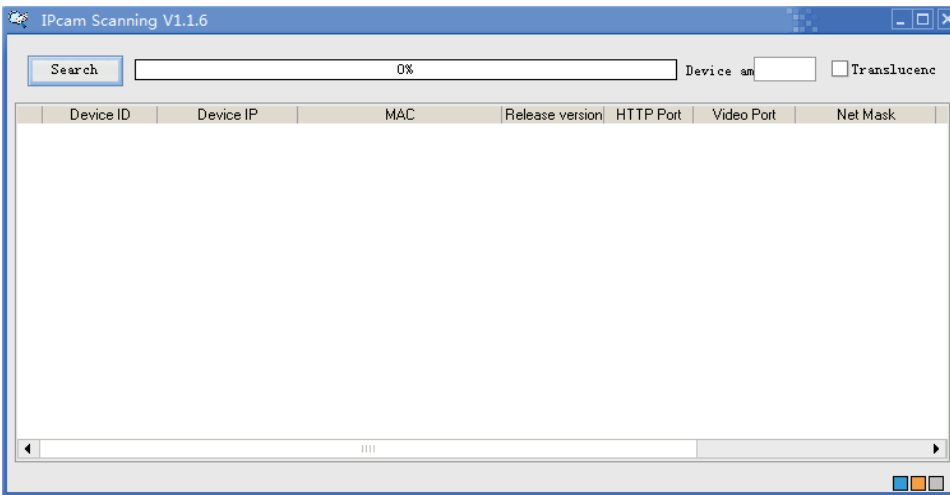 IPcam Scanning V1.1.6
Search 0% Device am Translucenc
Device ID Device IP MAC Release version HTTP Port Video Port Net Mask